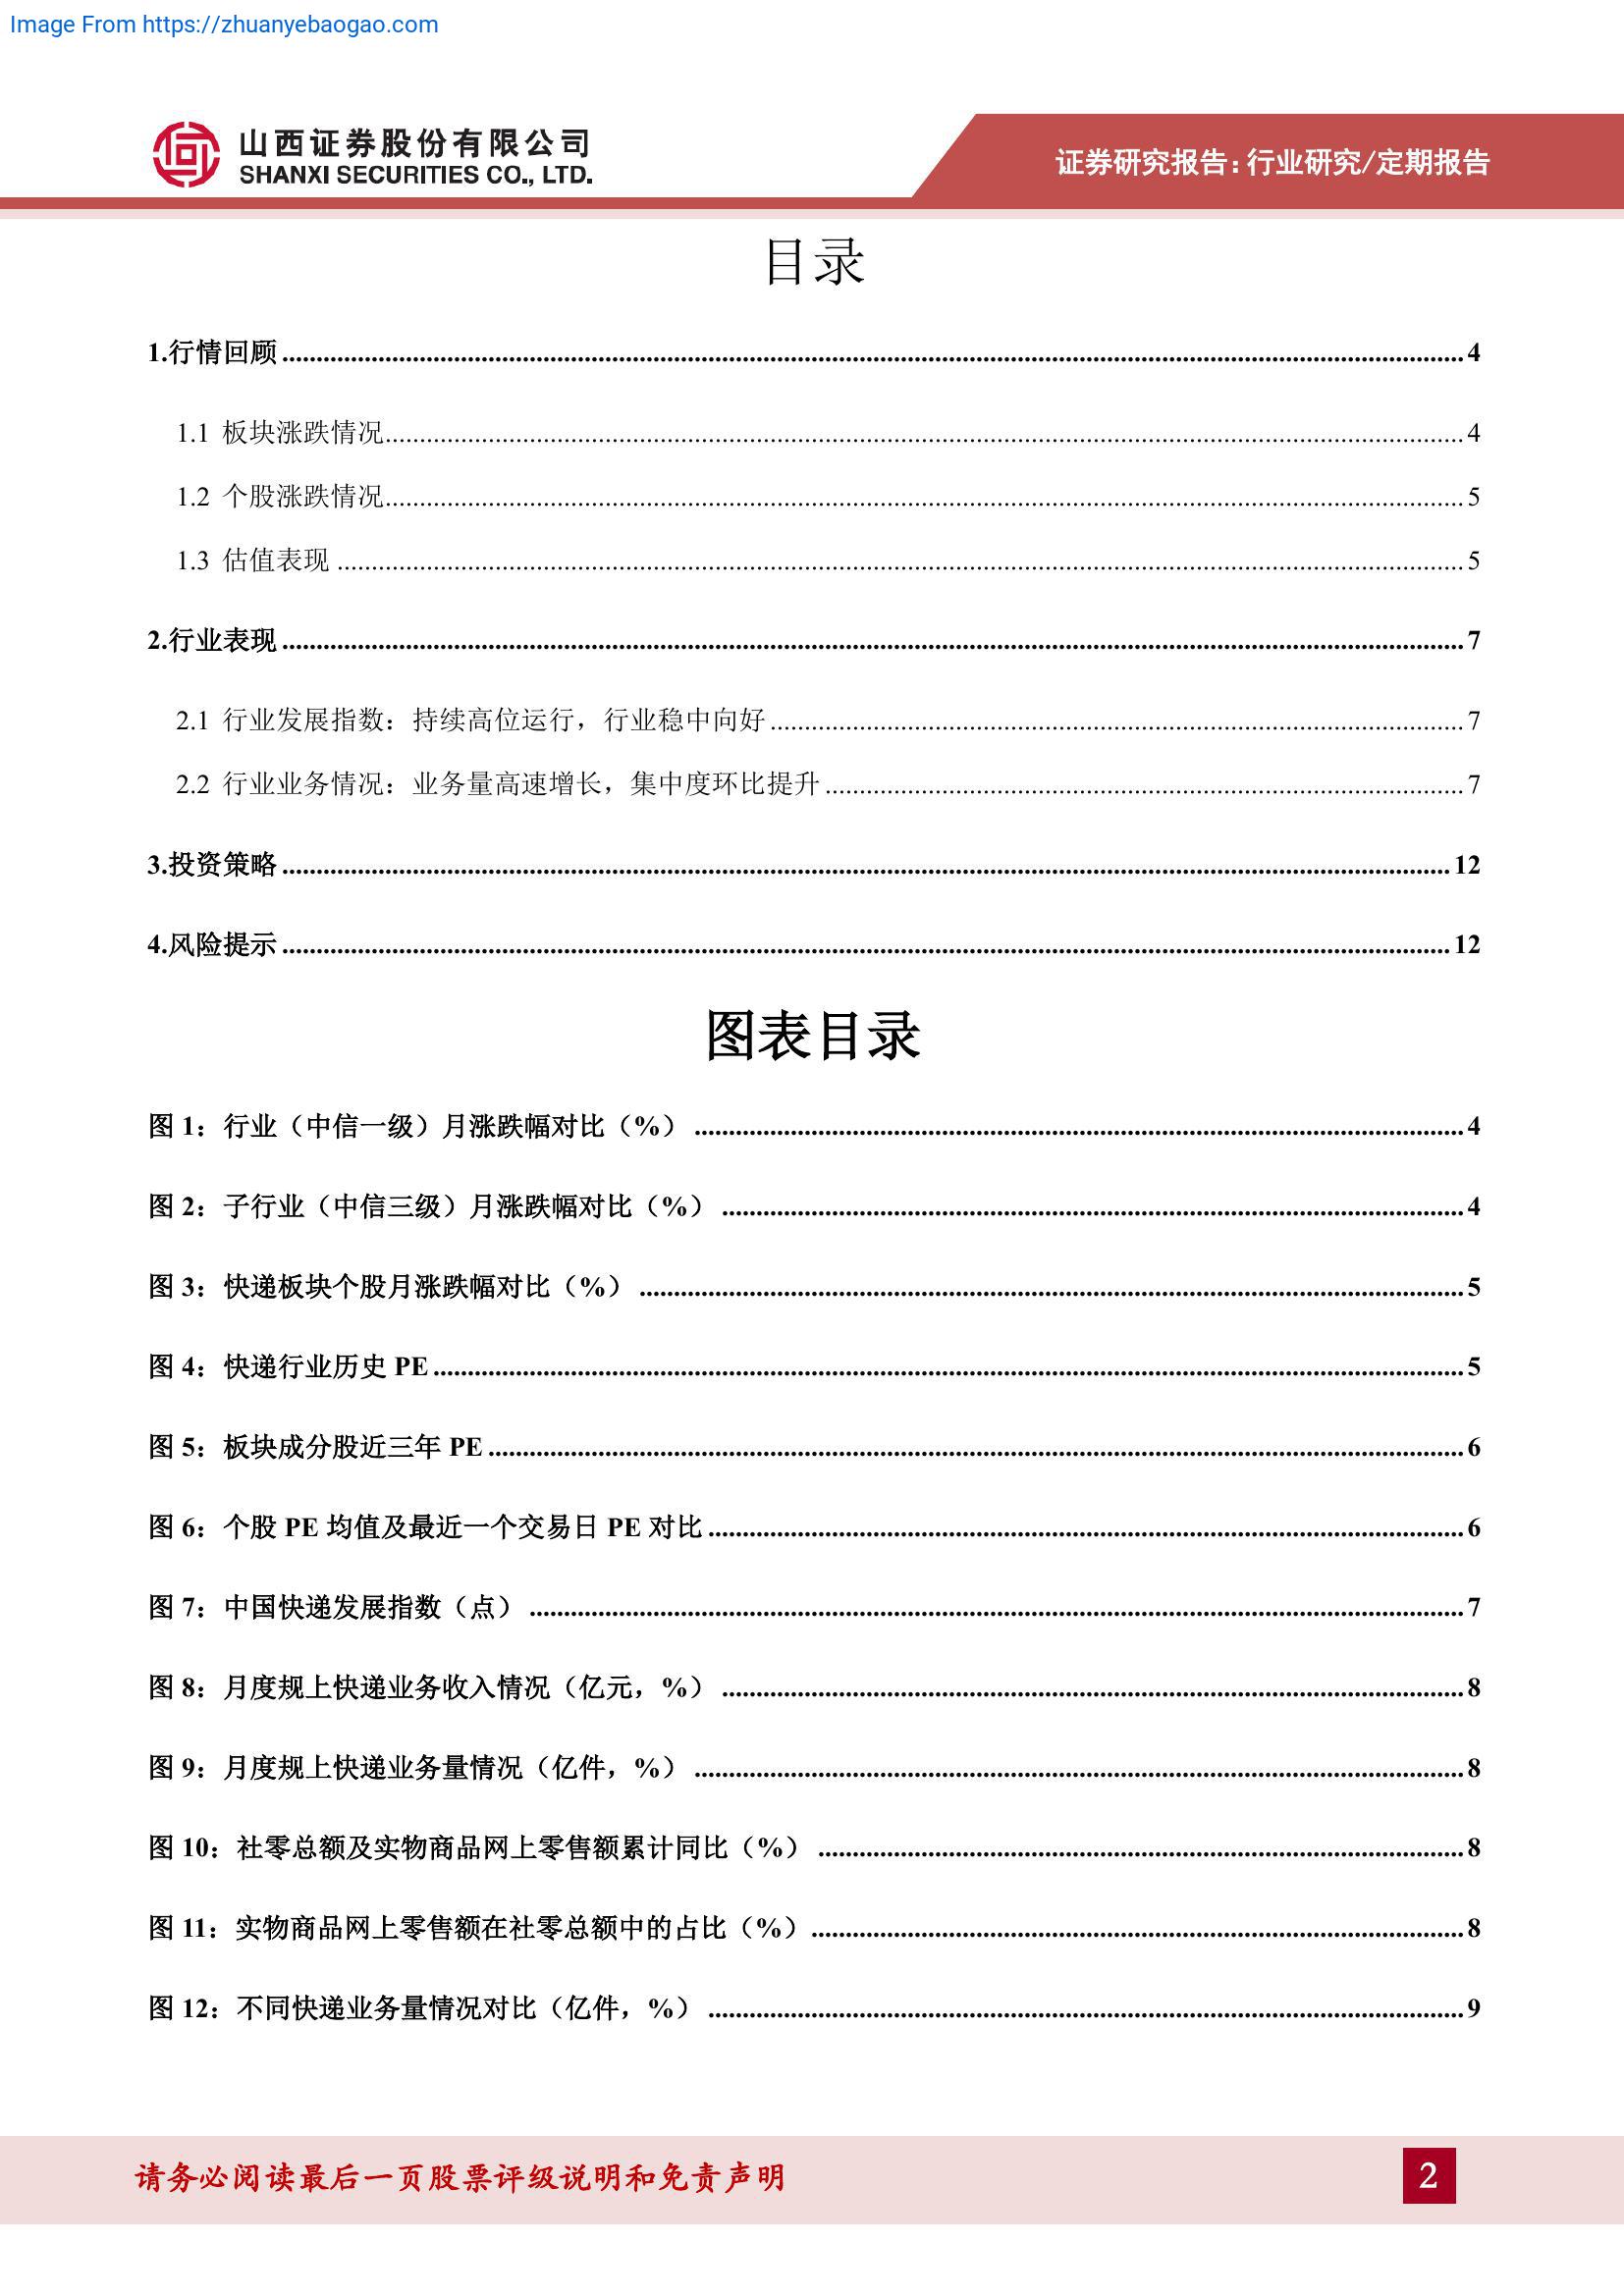 Image From https://zhuanyebaogao.com
山西证券股份有限公司
SHANXI SECURITIES CO., LTD.
证券研究报告：行业研究/定期报告
目录
1.行情回顾 4
1.1 板块涨跌情况 4
1.2 个股涨跌情况 5
1.3 估值表现 5
2.行业表现 7
2.1 行业发展指数：持续高位运行，行业稳中向好 7
2.2 行业业务情况：业务量高速增长，集中度环比提升 7
3.投资策略 12
4.风险提示 12
图表目录
图 1：行业（中信一级）月涨跌幅对比（%） 4
图 2：子行业（中信三级）月涨跌幅对比（%） 4
图 3：快递板块个股月涨跌幅对比（%） 5
图 4：快递行业历史 PE 5
图 5：板块成分股近三年 PE 6
图 6：个股 PE 均值及最近一个交易日 PE 对比 6
图 7：中国快递发展指数（点） 7
图 8：月度规上快递业务收入情况（亿元，%） 8
图 9：月度规上快递业务量情况（亿件，%） 8
图 10：社零总额及实物商品网上零售额累计同比（%） 8
图 11：实物商品网上零售额在社零总额中的占比（%） 8
图 12：不同快递业务量情况对比（亿件，%） 9
请务必阅读最后一页股票评级说明和免责声明
2